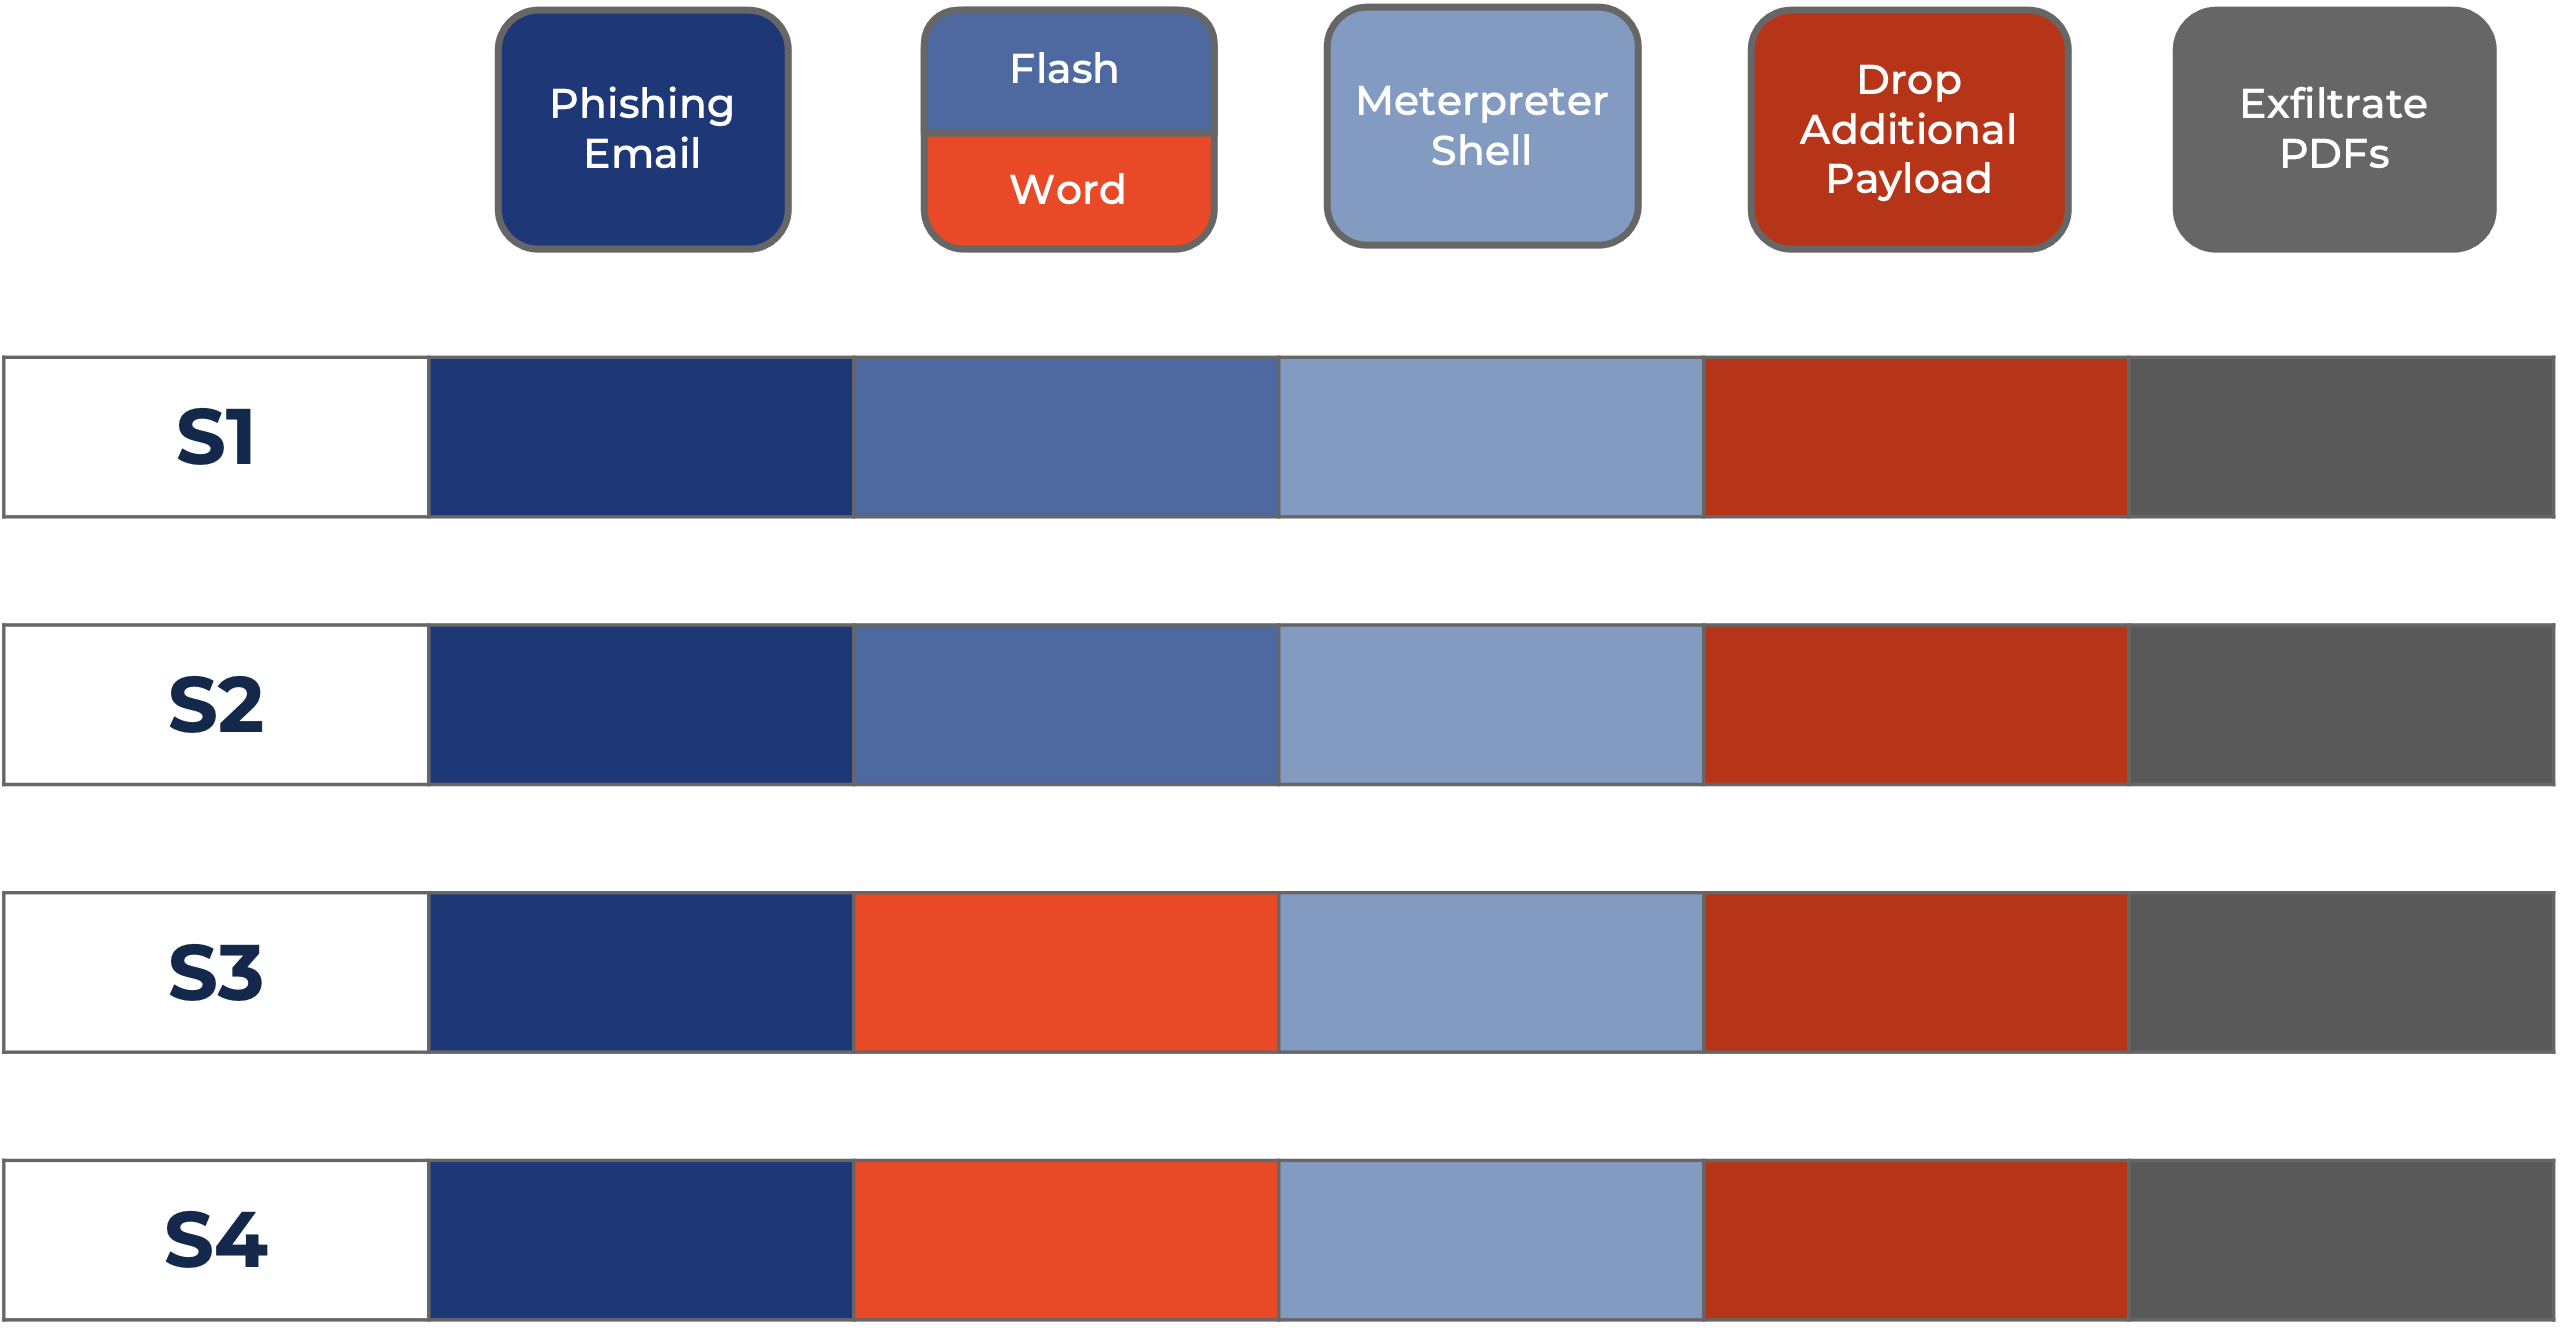 Phishing
Email
Flash
Word
Meterpreter
Shell
Drop
Additional
Payload
Exfiltrate
PDFs
S1
S2
S3
S4